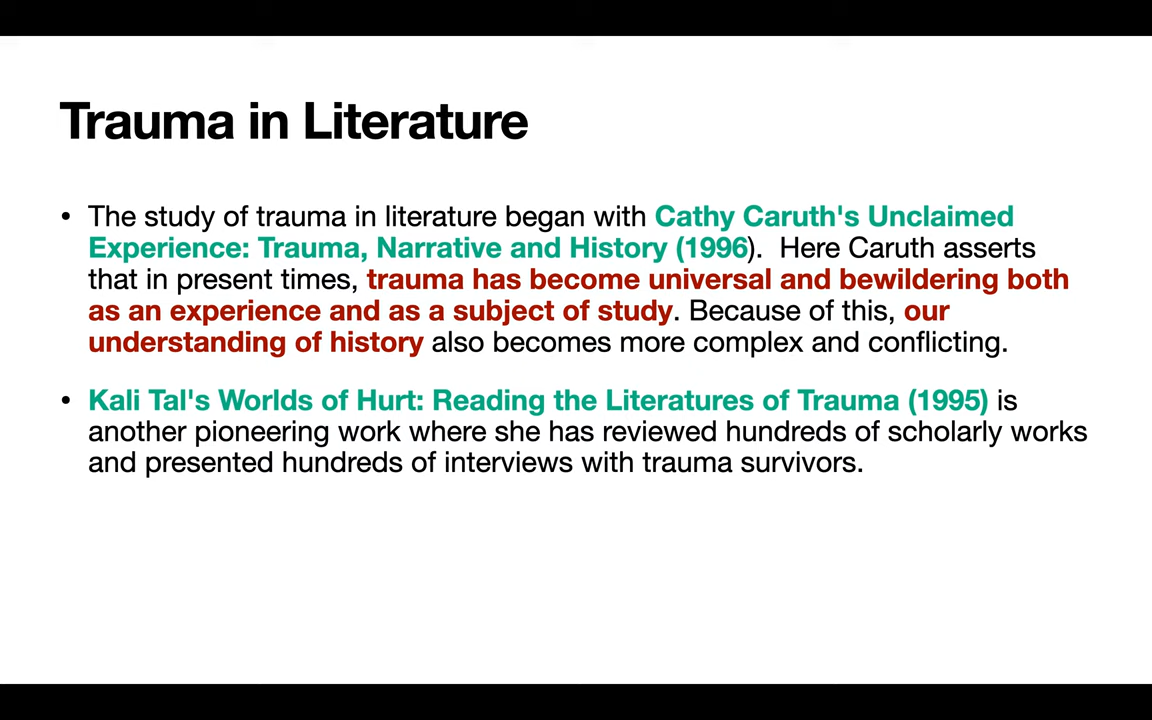 Trauma in Literature
• The study of trauma in literature began with Cathy Caruth's Unclaimed
Experience: Trauma, Narrative and History (1996).  Here Caruth asserts
that in present times, trauma has become universal and bewildering both
as an experience and as a subject of study. Because of this, our
understanding of history also becomes more complex and conflicting.
• Kali Tal's Worlds of Hurt: Reading the Literatures of Trauma (1995) is
another pioneering work where she has reviewed hundreds of scholarly works
and presented hundreds of interviews with trauma survivors.